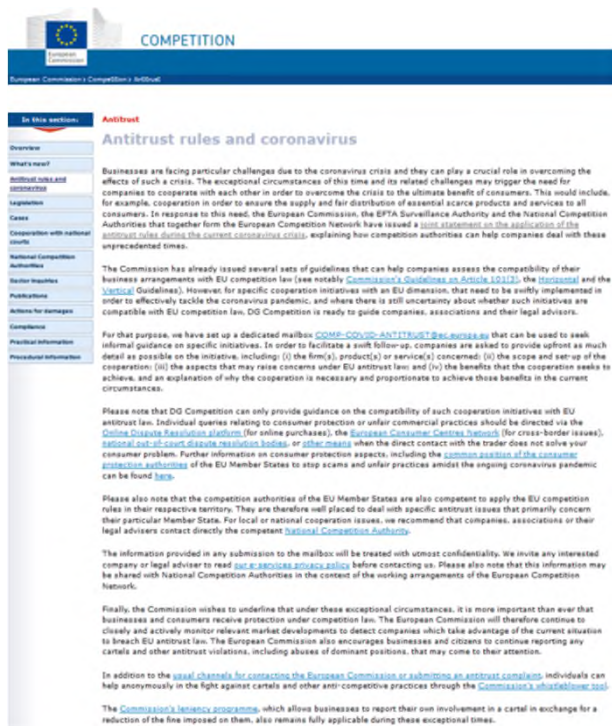 European
Commission
COMPETITION
European Commission > Competition > Antitrust
In this section:
Overview
What's new?
Antitrust rules and
coronavirus
Legislation
Cases
Cooperation with national
courts
National Competition
Authorities
Sector Inquiries
Publications
Actions for damages
Compliance
Practical information
Procedural information
Antitrust
Antitrust rules and coronavirus
Businesses are facing particular challenges due to the coronavirus crisis and they can play a crucial role in overcoming the
effects of such a crisis. The exceptional circumstances of this time and its related challenges may trigger the need for
companies to cooperate with each other in order to overcome the crisis to the ultimate benefit of consumers. This would include,
for example, cooperation in order to ensure the supply and fair distribution of essential scarce products and services to all
consumers. In response to this need, the European Commission, the EFTA Surveillance Authority and the National Competition
Authorities that together form the European Competition Network have issued a joint statement on the application of the
antitrust rules during the current coronavirus crisis, explaining how competition authorities can help companies deal with these
unprecedented times.
The Commission has already issued several sets of guidelines that can help companies assess the compatibility of their
business arrangements with EU competition law (see notably Commission's Guidelines on Article 101(3), the Horizontal and the
Vertical Guidelines). However, for specific cooperation initiatives with an EU dimension, that need to be swiftly implemented in
order to effectively tackle the coronavirus pandemic, and where there is still uncertainty about whether such initiatives are
compatible with EU competition law, DG Competition is ready to guide companies, associations and their legal advisors.
For that purpose, we have set up a dedicated mailbox COMP-COVID-ANTITRUST@ec.europa.eu that can be used to seek
informal guidance on specific initiatives. In order to facilitate a swift follow-up, companies are asked to provide upfront as much
detail as possible on the initiative, including: (i) the firm(s), product(s) or service(s) concerned; (ii) the scope and set-up of the
cooperation; (iii) the aspects that may raise concerns under EU antitrust law; and (iv) the benefits that the cooperation seeks to
achieve, and an explanation of why the cooperation is necessary and proportionate to achieve those benefits in the current
circumstances.
Please note that DG Competition can only provide guidance on the compatibility of such cooperation initiatives with EU
antitrust law. Individual queries relating to consumer protection or unfair commercial practices should be directed via the
Online Dispute Resolution platform (for online purchases), the European Consumer Centres Network (for cross-border issues),
national out-of-court dispute resolution bodies, or other means when the direct contact with the trader does not solve your
consumer problem. Further information on consumer protection aspects, including the common position of the consumer
protection authorities of the EU Member States to stop scams and unfair practices amidst the ongoing coronavirus pandemic
can be found here.
Please also note that the competition authorities of the EU Member States are also competent to apply the EU competition
rules in their respective territory. They are therefore well placed to deal with specific antitrust issues that primarily concern
their particular Member State. For local or national cooperation issues, we recommend that companies, associations or their
legal advisers contact directly the competent National Competition Authority.
The information provided in any submission to the mailbox will be treated with utmost confidentiality. We invite any interested
company or legal adviser to read our e-services privacy policy before contacting us. Please also note that this information may
be shared with National Competition Authorities in the context of the working arrangements of the European Competition
Network.
Finally, the Commission wishes to underline that under these exceptional circumstances, it is more important than ever that
businesses and consumers receive protection under competition law. The European Commission will therefore continue to
closely and actively monitor relevant market developments to detect companies which take advantage of the current situation
to breach EU antitrust law. The European Commission also encourages businesses and citizens to continue reporting any
cartels and other antitrust violations, including abuses of dominant positions, that may come to their attention.
In addition to the usual channels for contacting the European Commission or submitting an antitrust complaint, individuals can
help anonymously in the fight against cartels and other anti-competitive practices through the Commission's whistleblower tool.
The Commission's leniency programme, which allows businesses to report their own involvement in a cartel in exchange for a
reduction of the fine imposed on them, also remains fully applicable during these exceptional times.